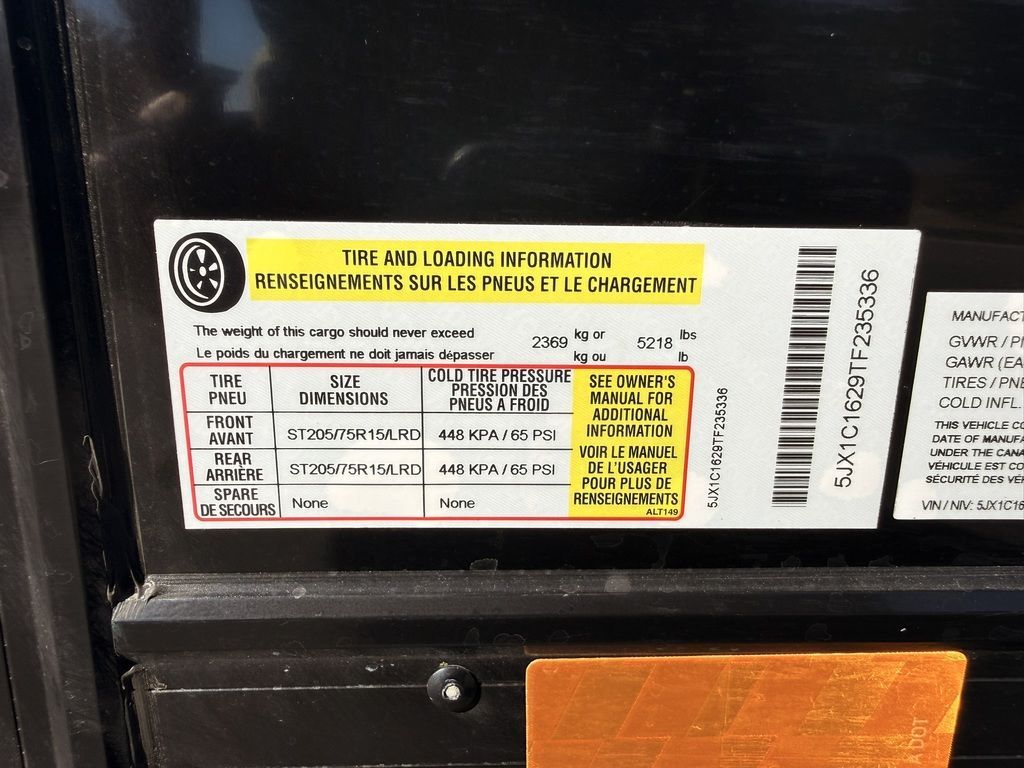 TIRE AND LOADING INFORMATION
RENSEIGNEMENTS SUR LES PNEUS ET LE CHARGEMENT
The weight of this cargo should never exceed 2369 kg or 5218 lbs
Le poids du chargement ne doit jamais dépasser kg ou lb
TIRE
PNEU
SIZE
DIMENSIONS
COLD TIRE PRESSURE
PRESSION DES
PNEUS A FROID
FRONT
AVANT
ST205/75R15/LRD
448 KPA / 65 PSI
REAR
ARRIÈRE
ST205/75R15/LRD
448 KPA / 65 PSI
SPARE
DE SECOURS
None
None
SEE OWNER'S
MANUAL FOR
ADDITIONAL
INFORMATION
VOIR LE MANUEL
DE L'USAGER
POUR PLUS DE
RENSEIGNEMENTS
ALT149
5JX1C1629TF235336
5JX1C1629TF235336
MANUFACT
GVWR / P
GAWR (EA
TIRES / PNE
COLD INFL.
THIS VEHICLE CO
DATE OF MANUFA
UNDER THE CANA
VÉHICULE EST CO
SÉCURITÉ DES VÉH
VIN / NIV: 5JX1C16
DOT